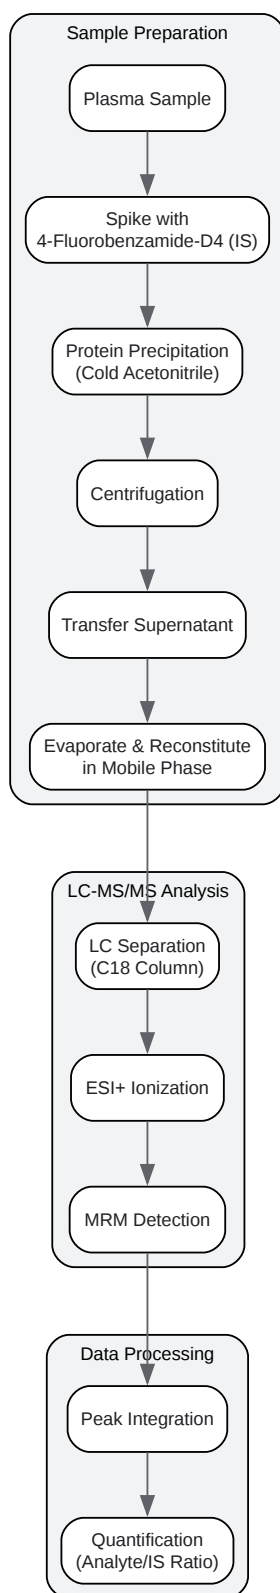 Sample Preparation
Plasma Sample
Spike with
4-Fluorobenzamide-D4 (IS)
Protein Precipitation
(Cold Acetonitrile)
Centrifugation
Transfer Supernatant
Evaporate & Reconstitute
in Mobile Phase
LC-MS/MS Analysis
LC Separation
(C18 Column)
ESI+ Ionization
MRM Detection
Data Processing
Peak Integration
Quantification
(Analyte/IS Ratio)